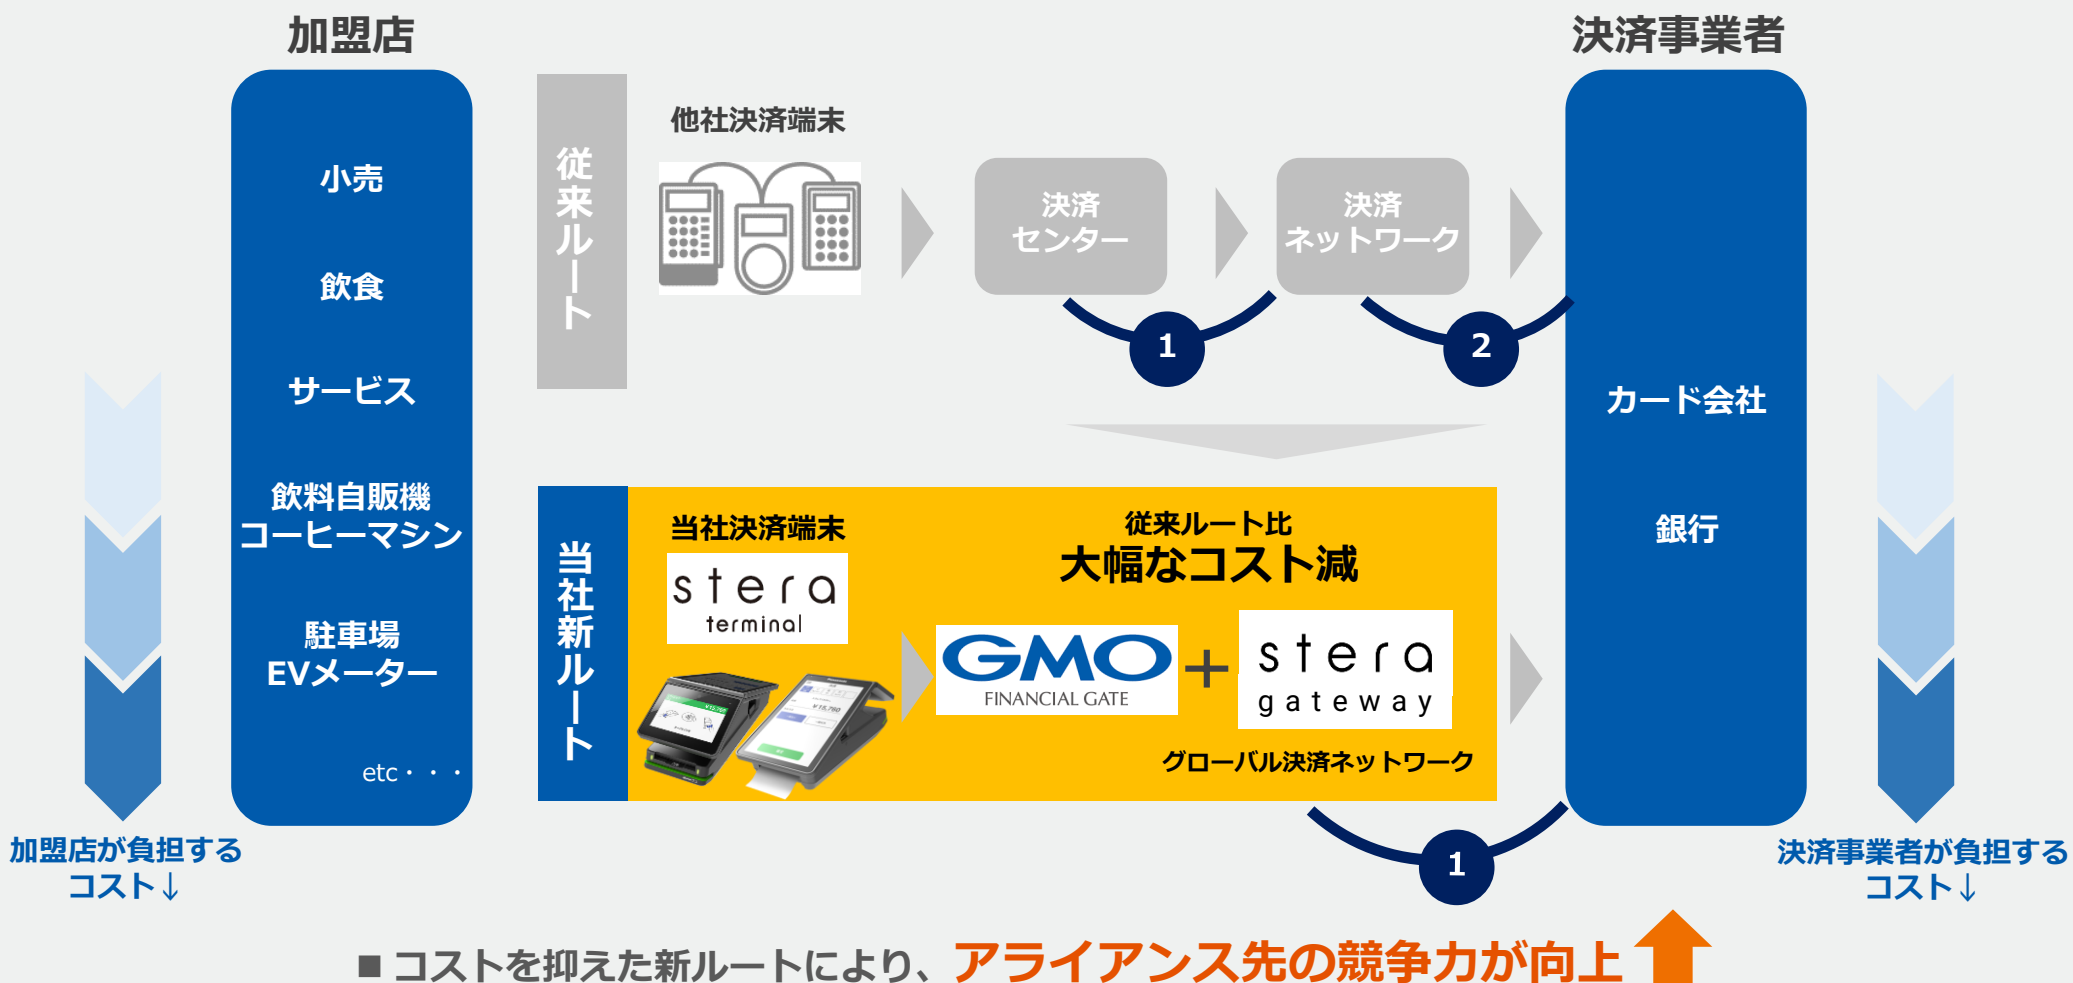 加盟店
決済事業者
小売
飲食
サービス
飲料自販機
コーヒーマシン
駐車場
EVメーター
etc・・・
従来ルート
他社決済端末
決済
センター
決済
ネットワーク
1
2
カード会社
銀行
当社新ルート
当社決済端末
stera
terminal
従来ルート比
大幅なコスト減
GMO
FINANCIAL GATE
+
stera
gateway
グローバル決済ネットワーク
1
加盟店が負担する
コスト↓
決済事業者が負担する
コスト↓
■ コストを抑えた新ルートにより、アライアンス先の競争力が向上